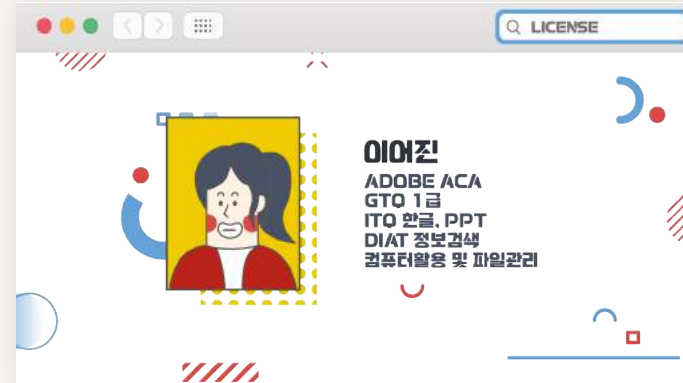 LICENSE
이어진
ADOBE ACA
GTQ 1급
ITQ 한글, PPT
DIAT 정보검색
컴퓨터활용 및 파일관리